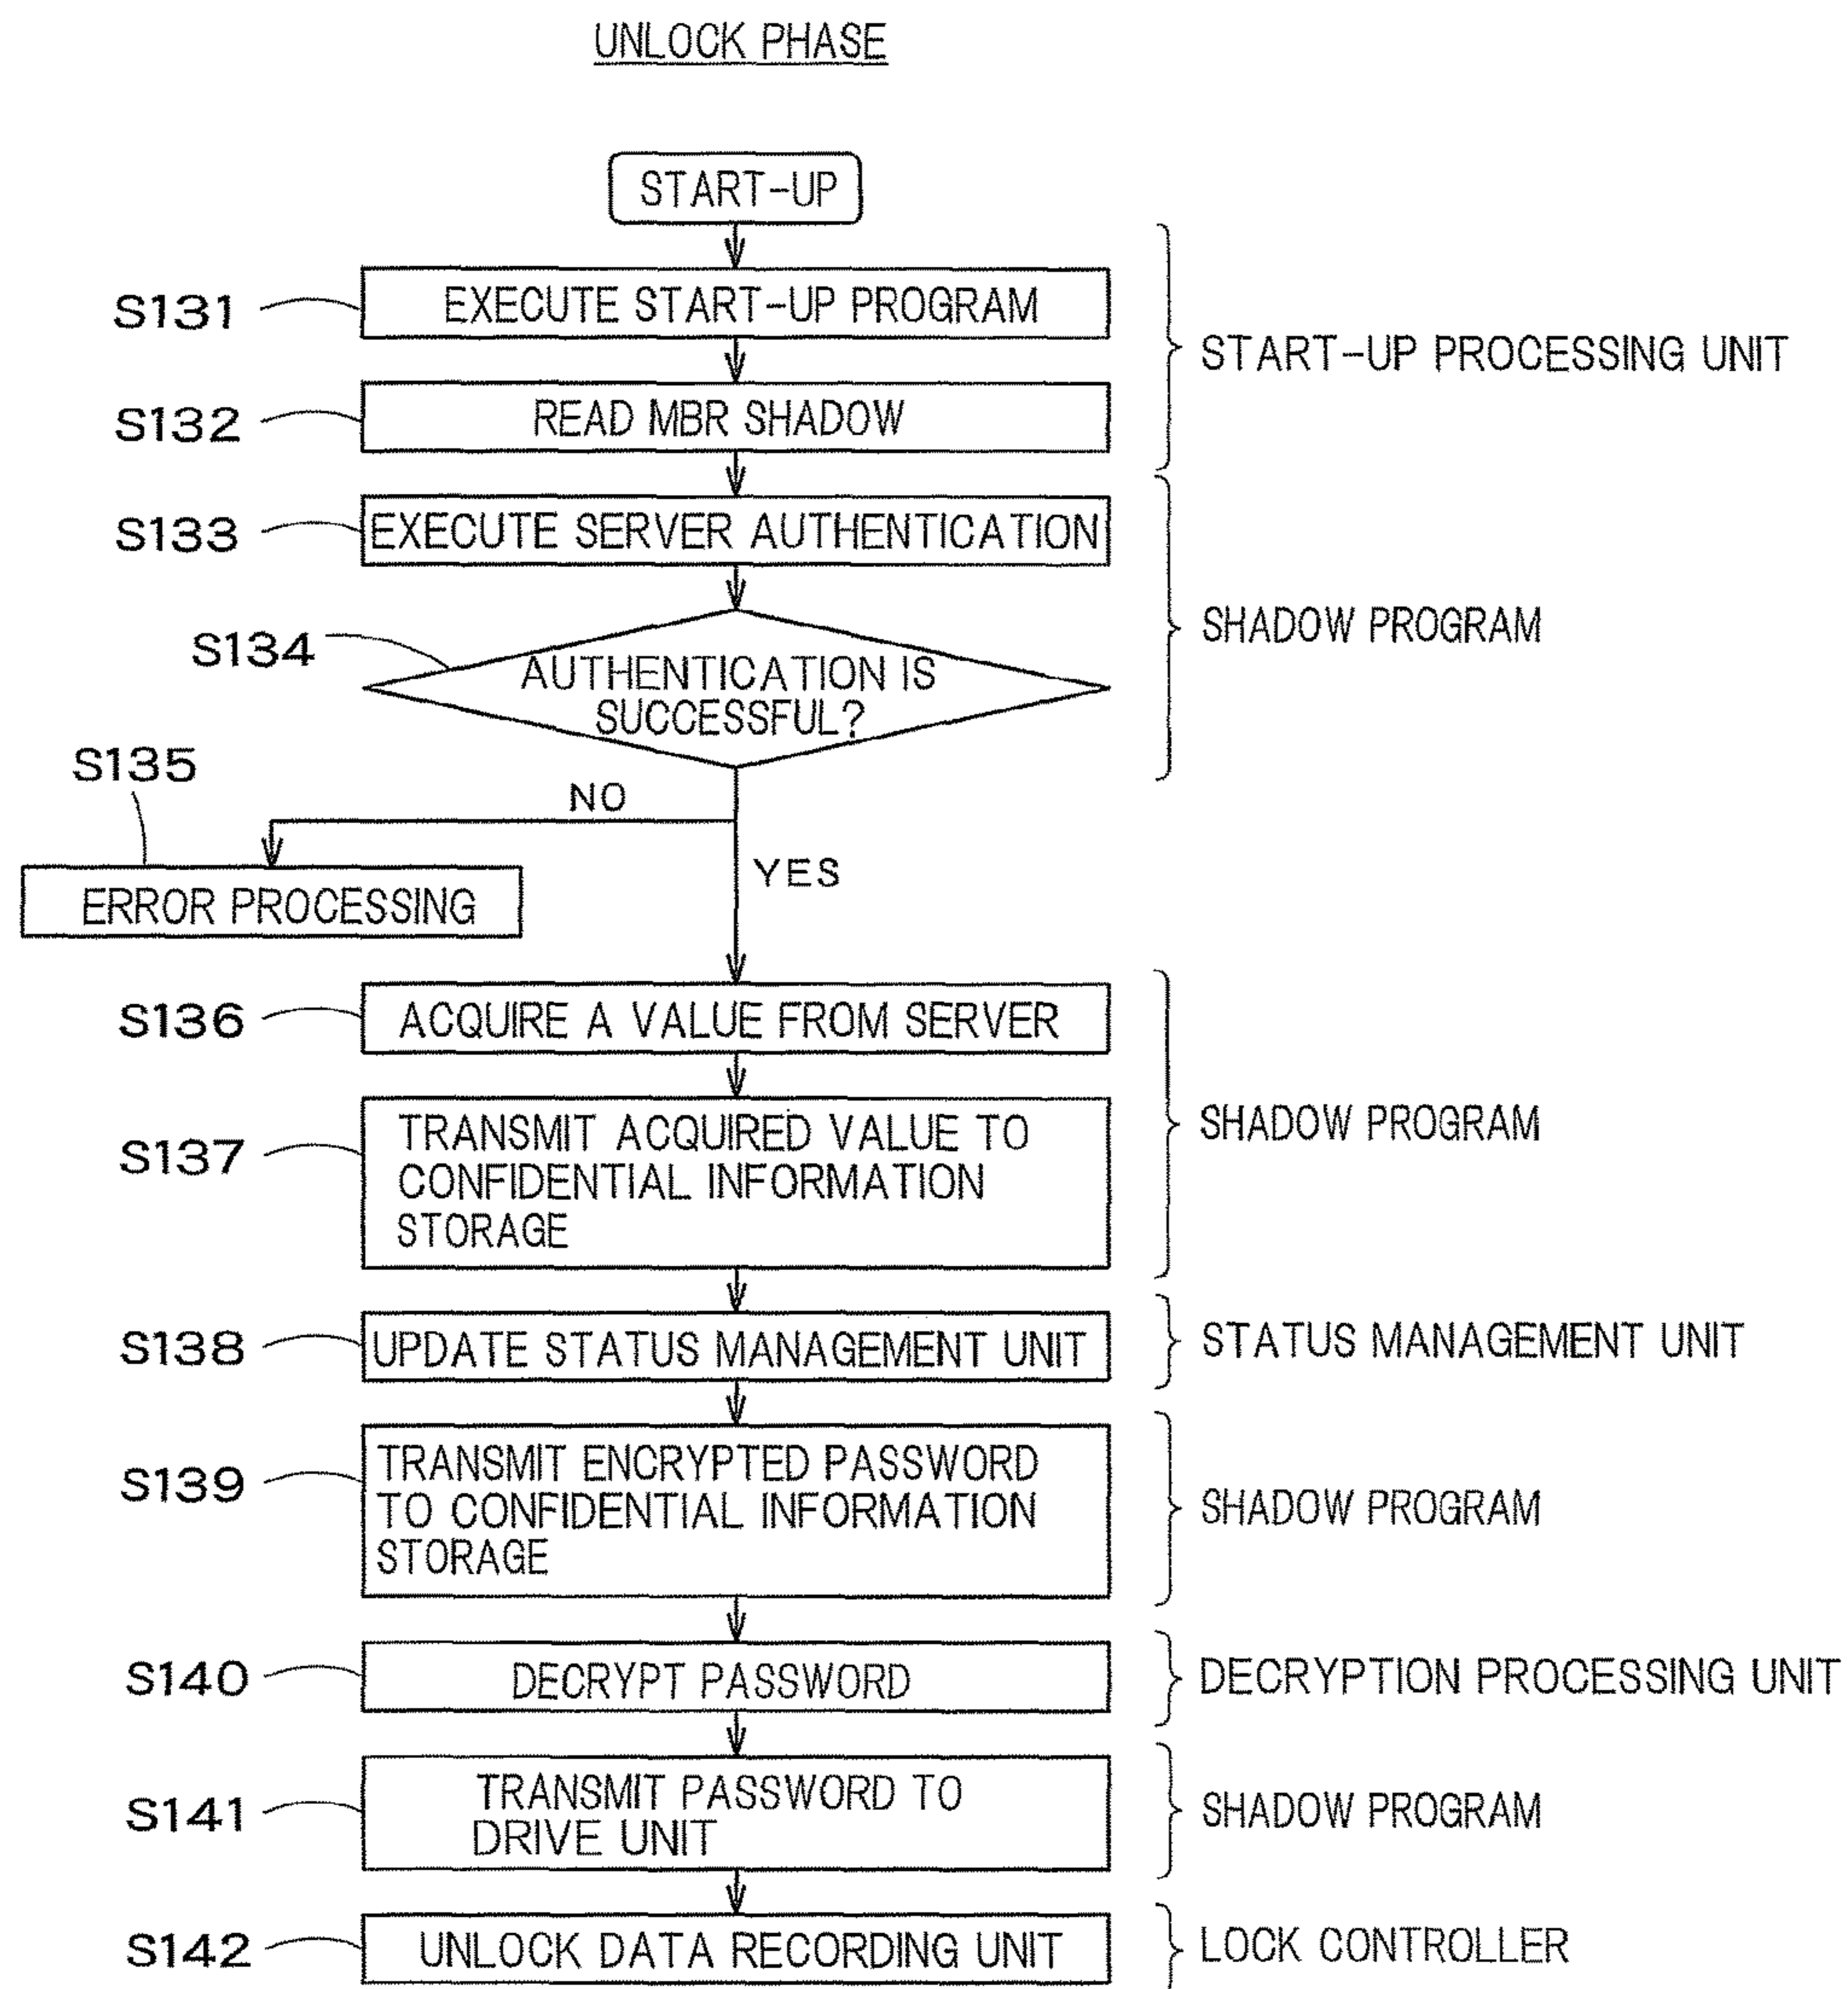 UNLOCK PHASE
START-UP
S131
EXECUTE START-UP PROGRAM
START-UP PROCESSING UNIT
S132
READ MBR SHADOW
S133
EXECUTE SERVER AUTHENTICATION
SHADOW PROGRAM
S134
AUTHENTICATION IS
SUCCESSFUL?
S135
NO
YES
ERROR PROCESSING
S136
ACQUIRE A VALUE FROM SERVER
SHADOW PROGRAM
S137
TRANSMIT ACQUIRED VALUE TO
CONFIDENTIAL INFORMATION
STORAGE
S138
UPDATE STATUS MANAGEMENT UNIT
STATUS MANAGEMENT UNIT
S139
TRANSMIT ENCRYPTED PASSWORD
TO CONFIDENTIAL INFORMATION
STORAGE
SHADOW PROGRAM
S140
DECRYPT PASSWORD
DECRYPTION PROCESSING UNIT
S141
TRANSMIT PASSWORD TO
DRIVE UNIT
SHADOW PROGRAM
S142
UNLOCK DATA RECORDING UNIT
LOCK CONTROLLER